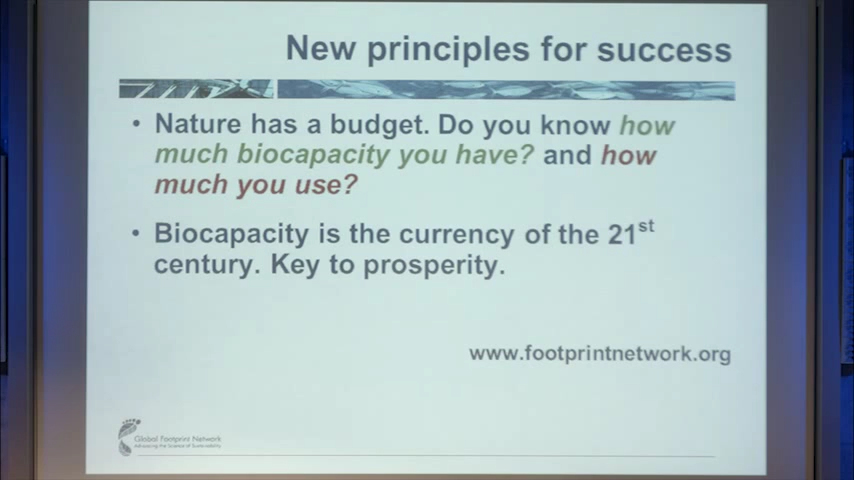 New principles for success
• Nature has a budget. Do you know how
much biocapacity you have? and how
much you use?
• Biocapacity is the currency of the 21st
century. Key to prosperity.
www.footprintnetwork.org
Global Footprint Network
Advancing the Science of Sustainability